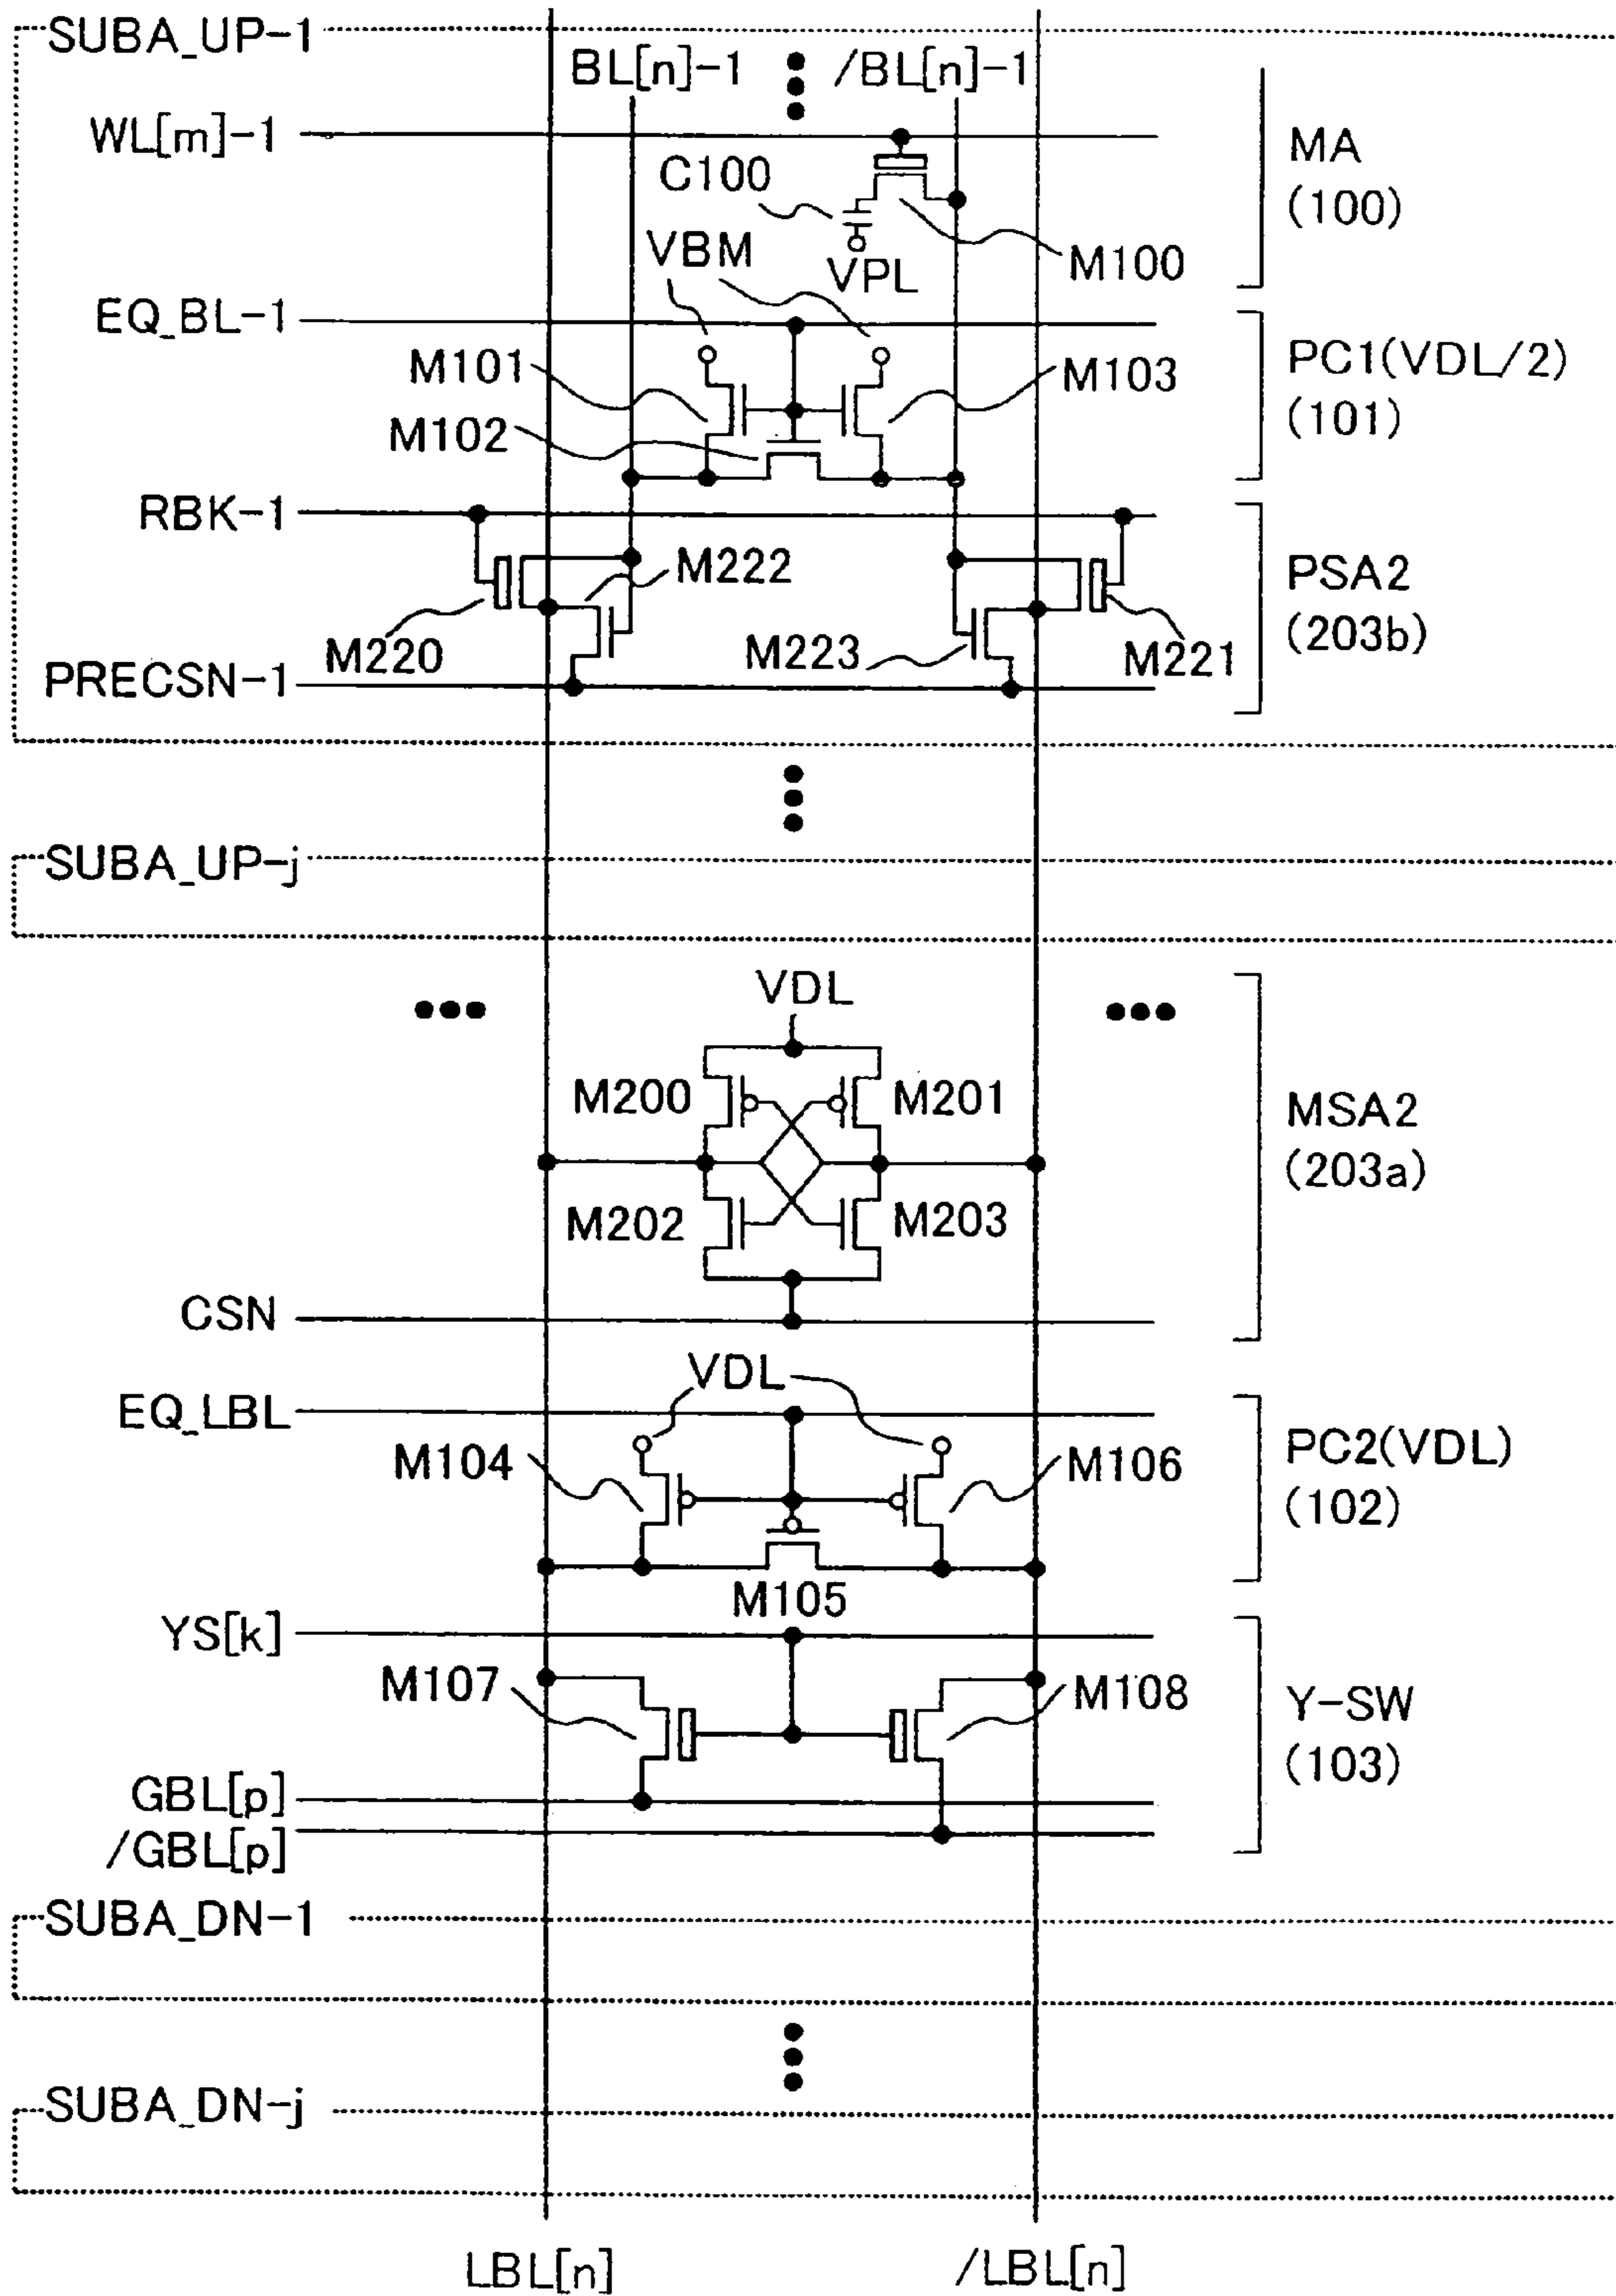 SUBA_UP-1
BL[n]-1 /BL[n]-1
WL[m]-1
C100
MA
(100)
VBM
VPL
M100
EQ_BL-1
M101
M103
PC1(VDL/2)
(101)
M102
RBK-1
M222
PSA2
(203b)
M220
M223
M221
PRECSN-1
SUBA_UP-j
VDL
M200
M201
MSA2
(203a)
M202
M203
CSN
VDL
EQ_LBL
M104
M106
PC2(VDL)
(102)
M105
YS[k]
M107
M108
Y-SW
(103)
GBL[p]
/GBL[p]
SUBA_DN-1
SUBA_DN-j
LBL[n] /LBL[n]